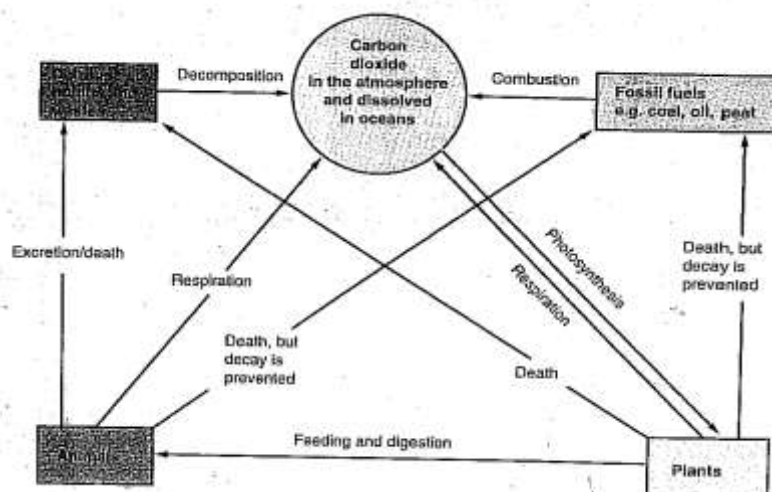 Carbon
dioxide
in the atmosphere
and dissolved
in oceans
Decomposition
Combustion
Fossil fuels
e.g. coal, oil, peat
Excretion/death
Respiration
Photosynthesis
Respiration
Death, but
decay is
prevented
Death, but
decay is
prevented
Death
Feeding and digestion
Animals
Plants